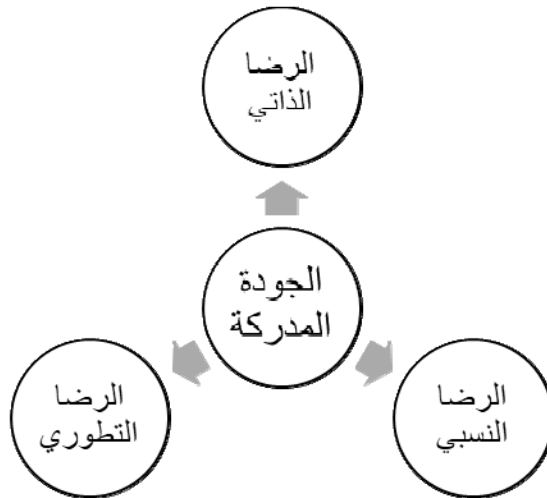 الرضا
الذاتي
الجودة
المدركة
الرضا
النسبي
الرضا
التطوري